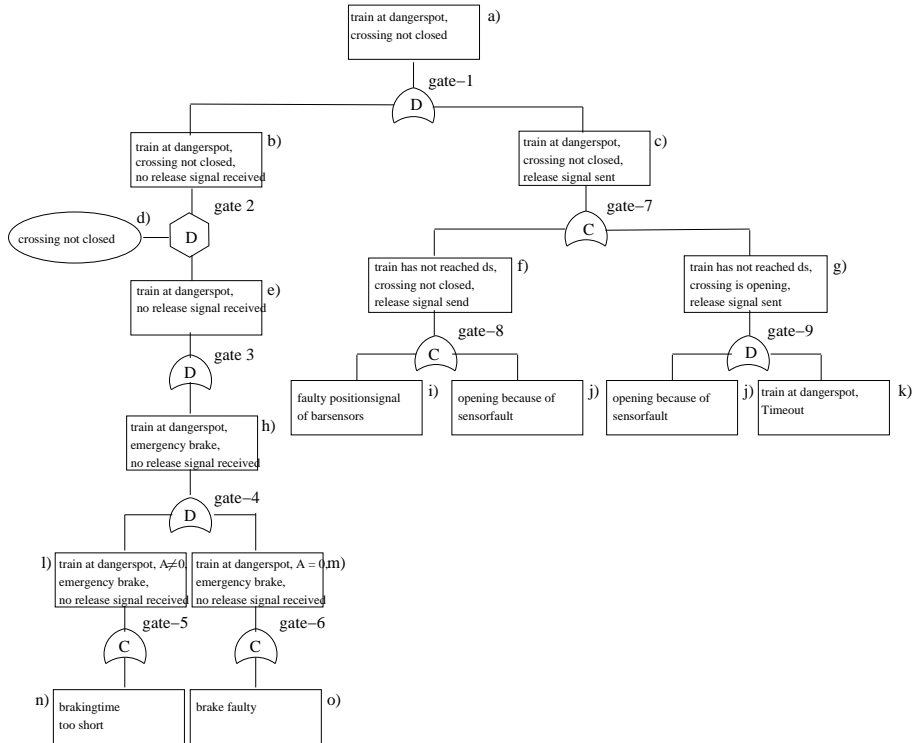 a)
train at dangerspot,
crossing not closed
gate−1
D
b)
train at dangerspot,
crossing not closed,
no release signal received
c)
train at dangerspot,
crossing not closed,
release signal sent
gate 2
D
d)
crossing not closed
gate−7
C
e)
train at dangerspot,
no release signal received
f)
train has not reached ds,
crossing not closed,
release signal send
g)
train has not reached ds,
crossing is opening,
release signal sent
gate 3
D
gate−8
C
gate−9
D
h)
train at dangerspot,
emergency brake,
no release signal received
i)
faulty positionsignal
of barsensors
j)
opening because of
sensorfault
j)
opening because of
sensorfault
k)
train at dangerspot,
Timeout
gate−4
D
l)
train at dangerspot, A≠0,
emergency brake,
no release signal received
m)
train at dangerspot, A = 0,
emergency brake,
no release signal received
gate−5
C
gate−6
C
n)
brakingtime
too short
o)
brake faulty